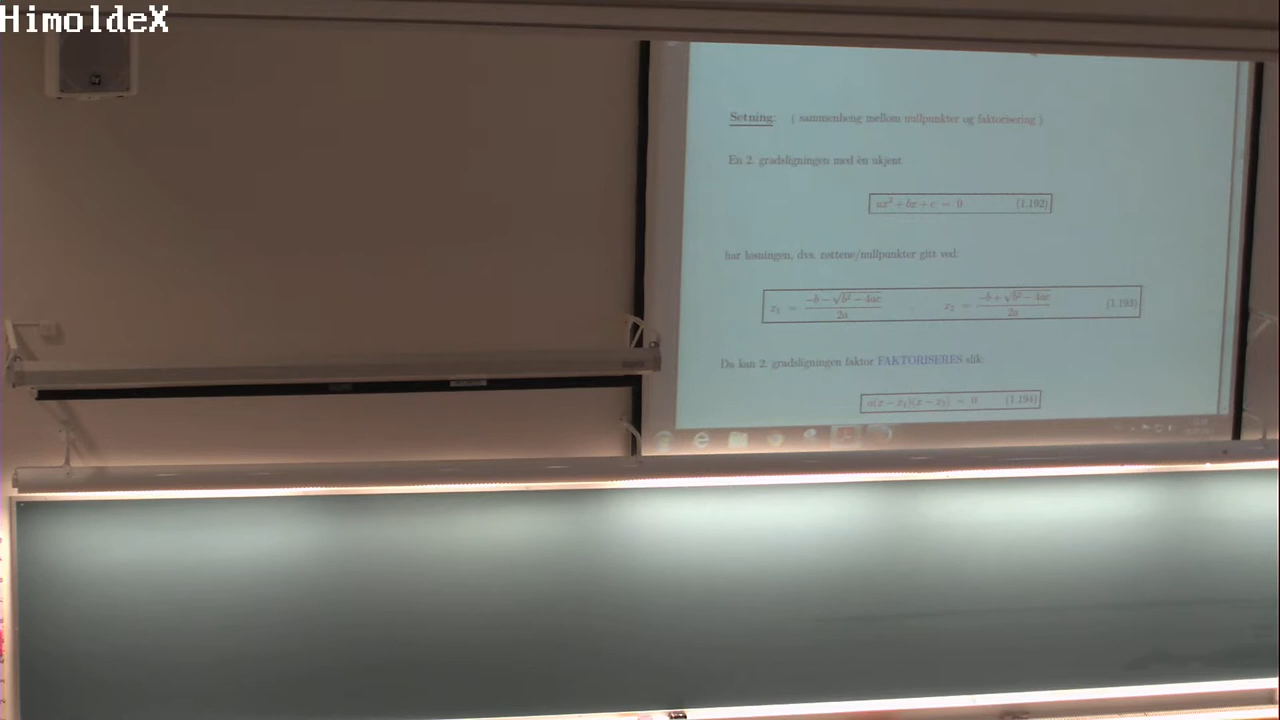 HimoldeX
Setning: ( sammenheng mellom nullpunkter og faktorisering )
En 2. gradsligningen med èn ukjent
ax² + bx + c = 0 (1.192)
har løsningen, dvs. røttene/nullpunkter gitt ved:
x₁ = (-b - √(b² - 4ac)) / 2a , x₂ = (-b + √(b² - 4ac)) / 2a (1.193)
Da kan 2. gradsligningen faktor FAKTORISERES slik:
a(x - x₁)(x - x₂) = 0 (1.194)